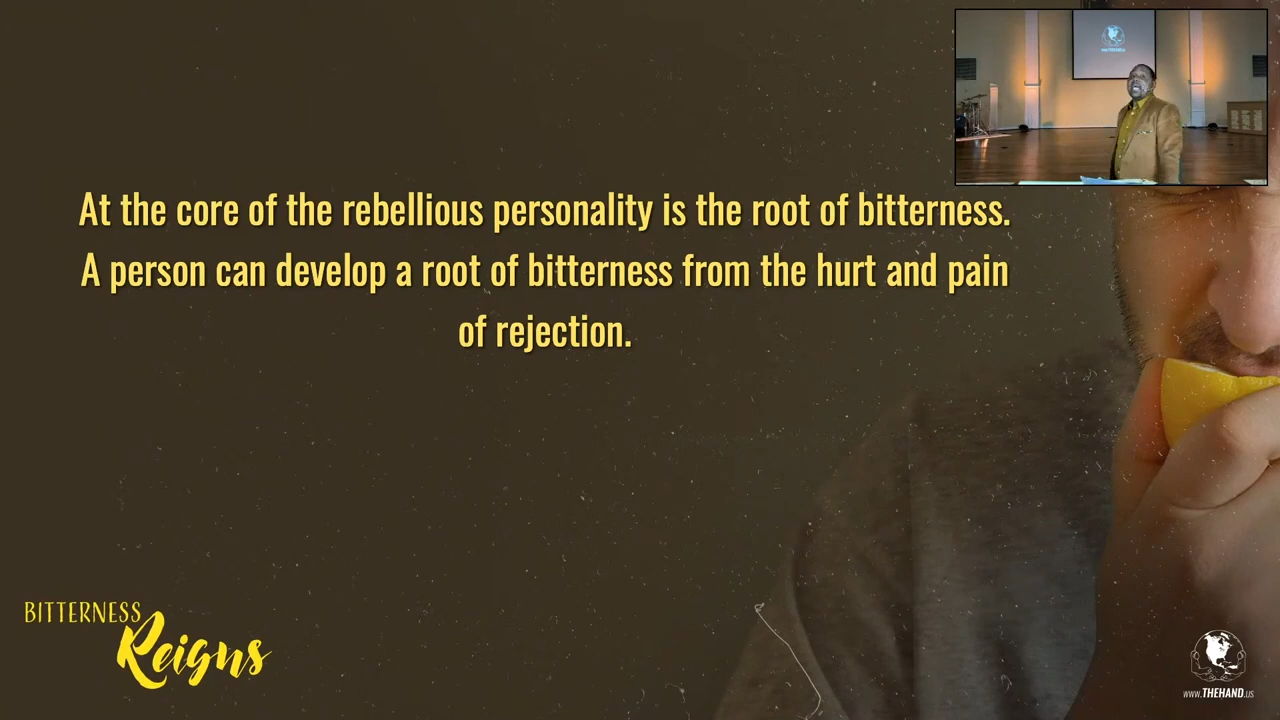 At the core of the rebellious personality is the root of bitterness.
A person can develop a root of bitterness from the hurt and pain
of rejection.
BITTERNESS
Reigns
www.THEHAND.us